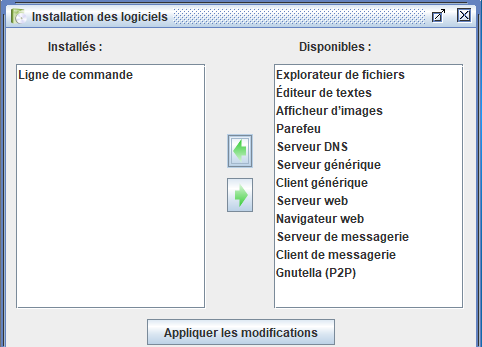 Installation des logiciels
Installés :
Disponibles :
Ligne de commande
Explorateur de fichiers
Éditeur de textes
Afficheur d'images
Parefeu
Serveur DNS
Serveur générique
Client générique
Serveur web
Navigateur web
Serveur de messagerie
Client de messagerie
Gnutella (P2P)
Appliquer les modifications